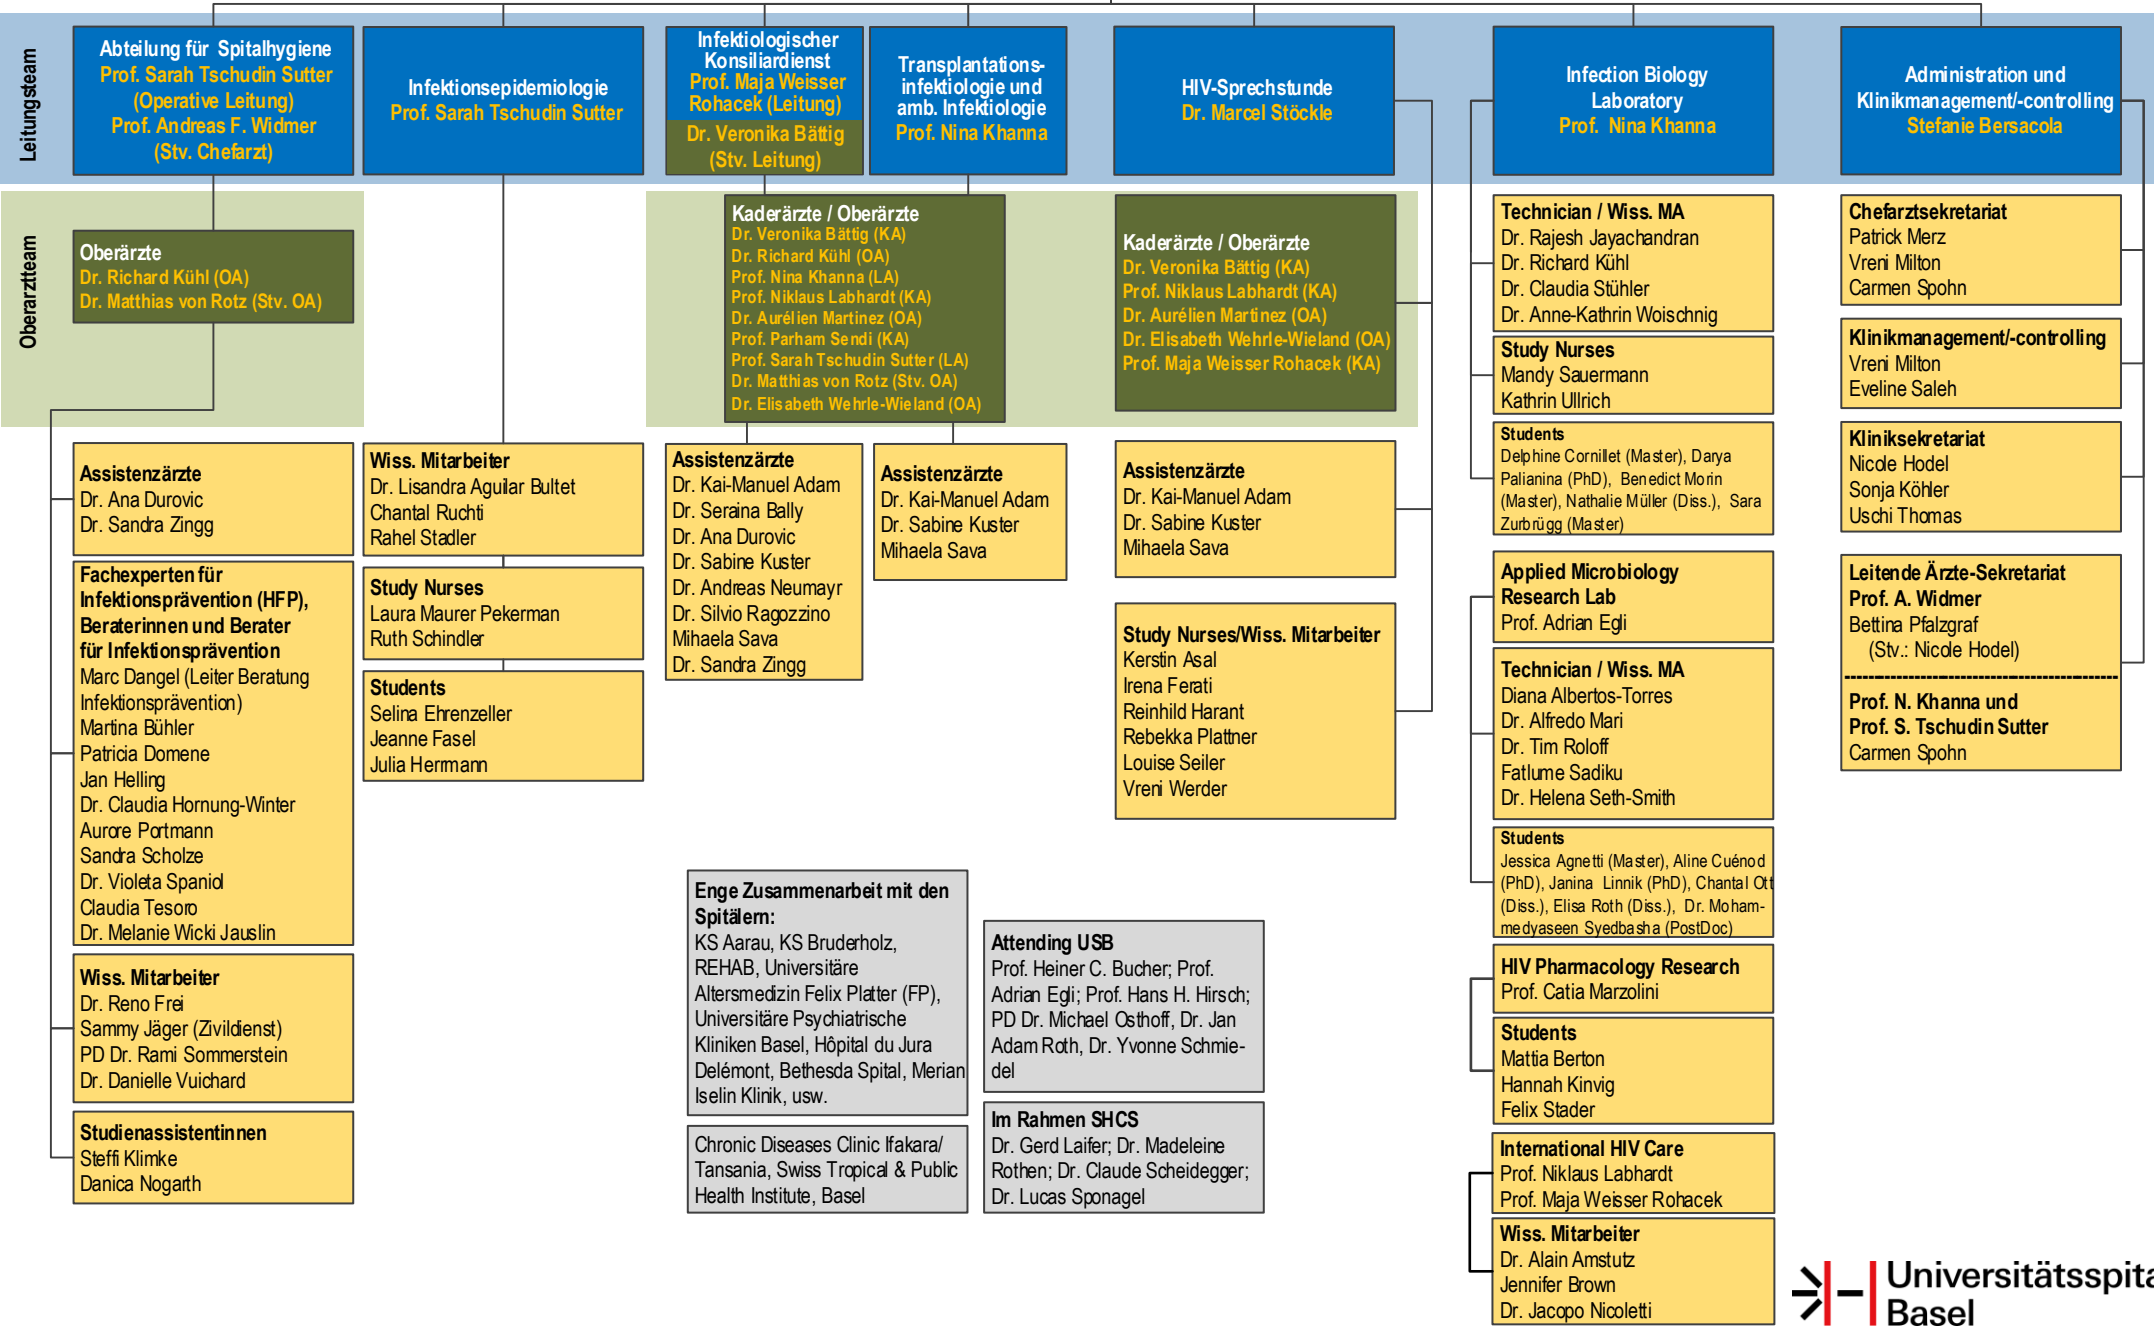 Leitungsteam
Abteilung für Spitalhygiene
Prof. Sarah Tschudin Sutter
(Operative Leitung)
Prof. Andreas F. Widmer
(Stv. Chefarzt)
Infektionsepidemiologie
Prof. Sarah Tschudin Sutter
Infektiologischer
Konsiliardienst
Prof. Maja Weisser
Rohacek (Leitung)
Dr. Veronika Bättig
(Stv. Leitung)
Transplantations-
infektiologie und
amb. Infektiologie
Prof. Nina Khanna
HIV-Sprechstunde
Dr. Marcel Stöckle
Infection Biology
Laboratory
Prof. Nina Khanna
Administration und
Klinikmanagement/-controlling
Stefanie Bersacola
Oberarztteam
Oberärzte
Dr. Richard Kühl (OA)
Dr. Matthias von Rotz (Stv. OA)
Kaderärzte / Oberärzte
Dr. Veronika Bättig (KA)
Dr. Richard Kühl (OA)
Prof. Nina Khanna (LA)
Prof. Niklaus Labhardt (KA)
Dr. Aurélien Martinez (OA)
Prof. Parham Sendi (KA)
Prof. Sarah Tschudin Sutter (LA)
Dr. Matthias von Rotz (Stv. OA)
Dr. Elisabeth Wehrle-Wieland (OA)
Kaderärzte / Oberärzte
Dr. Veronika Bättig (KA)
Prof. Niklaus Labhardt (KA)
Dr. Aurélien Martinez (OA)
Dr. Elisabeth Wehrle-Wieland (OA)
Prof. Maja Weisser Rohacek (KA)
Assistenzärzte
Dr. Ana Durovic
Dr. Sandra Zingg
Fachexperten für
Infektionsprävention (HFP),
Beraterinnen und Berater
für Infektionsprävention
Marc Dangel (Leiter Beratung
Infektionsprävention)
Martina Bühler
Patricia Domene
Jan Helling
Dr. Claudia Hornung-Winter
Aurore Portmann
Sandra Scholze
Dr. Violeta Spaniol
Claudia Tesoro
Dr. Melanie Wicki Jauslin
Wiss. Mitarbeiter
Dr. Reno Frei
Sammy Jäger (Zivildienst)
PD Dr. Rami Sommerstein
Dr. Danielle Vuichard
Studienassistentinnen
Steffi Klimke
Danica Nogarth
Wiss. Mitarbeiter
Dr. Lisandra Aguilar Bultet
Chantal Ruchti
Rahel Stadler
Study Nurses
Laura Maurer Pekerman
Ruth Schindler
Students
Selina Ehrenzeller
Jeanne Fasel
Julia Herrmann
Assistenzärzte
Dr. Kai-Manuel Adam
Dr. Seraina Bally
Dr. Ana Durovic
Dr. Sabine Kuster
Dr. Andreas Neumayr
Dr. Silvio Ragozzino
Mihaela Sava
Dr. Sandra Zingg
Assistenzärzte
Dr. Kai-Manuel Adam
Dr. Sabine Kuster
Mihaela Sava
Assistenzärzte
Dr. Kai-Manuel Adam
Dr. Sabine Kuster
Mihaela Sava
Study Nurses/Wiss. Mitarbeiter
Kerstin Asal
Irena Ferati
Reinhild Harant
Rebekka Plattner
Louise Seiler
Vreni Werder
Enge Zusammenarbeit mit den
Spitälern:
KS Aarau, KS Bruderholz,
REHAB, Universitäre
Altersmedizin Felix Platter (FP),
Universitäre Psychiatrische
Kliniken Basel, Hôpital du Jura
Delémont, Bethesda Spital, Merian
Iselin Klinik, usw.
Chronic Diseases Clinic Ifakara/
Tansania, Swiss Tropical & Public
Health Institute, Basel
Attending USB
Prof. Heiner C. Bucher; Prof.
Adrian Egli; Prof. Hans H. Hirsch;
PD Dr. Michael Osthoff, Dr. Jan
Adam Roth, Dr. Yvonne Schmie-
del
Im Rahmen SHCS
Dr. Gerd Laifer; Dr. Madeleine
Rothen; Dr. Claude Scheidegger;
Dr. Lucas Sponagel
Technician / Wiss. MA
Dr. Rajesh Jayachandran
Dr. Richard Kühl
Dr. Claudia Stühler
Dr. Anne-Kathrin Woischnig
Study Nurses
Mandy Sauermann
Kathrin Ullrich
Students
Delphine Cornillet (Master), Darya
Palianina (PhD), Benedict Morin
(Master), Nathalie Müller (Diss.), Sara
Zurbrügg (Master)
Applied Microbiology
Research Lab
Prof. Adrian Egli
Technician / Wiss. MA
Diana Albertos-Torres
Dr. Alfredo Mari
Dr. Tim Roloff
Fatlume Sadiku
Dr. Helena Seth-Smith
Students
Jessica Agnetti (Master), Aline Cuénod
(PhD), Janina Linnik (PhD), Chantal Ott
(Diss.), Elisa Roth (Diss.), Dr. Moham-
medyaseen Syedbasha (PostDoc)
HIV Pharmacology Research
Prof. Catia Marzolini
Students
Mattia Berton
Hannah Kinvig
Felix Stader
International HIV Care
Prof. Niklaus Labhardt
Prof. Maja Weisser Rohacek
Wiss. Mitarbeiter
Dr. Alain Amstutz
Jennifer Brown
Dr. Jacopo Nicoletti
Chefarztsekretariat
Patrick Merz
Vreni Milton
Carmen Spohn
Klinikmanagement/-controlling
Vreni Milton
Eveline Saleh
Kliniksekretariat
Nicole Hodel
Sonja Köhler
Uschi Thomas
Leitende Ärzte-Sekretariat
Prof. A. Widmer
Bettina Pfalzgraf
(Stv.: Nicole Hodel)
Prof. N. Khanna und
Prof. S. Tschudin Sutter
Carmen Spohn
Universitätsspita
Basel